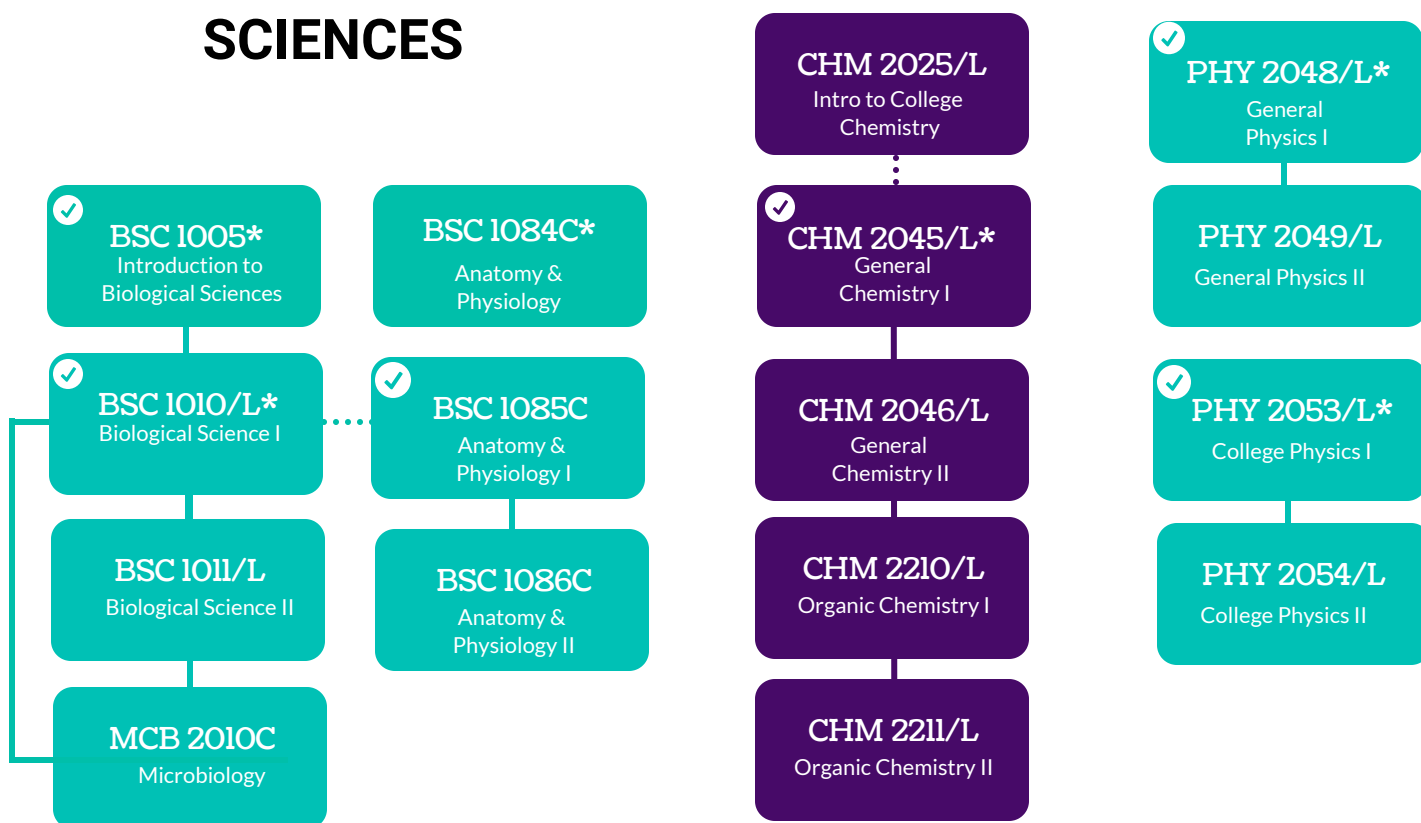 SCIENCES
BSC 1005*
Introduction to
Biological Sciences
BSC 1010/L*
Biological Science I
BSC 1011/L
Biological Science II
MCB 2010C
Microbiology
BSC 1084C*
Anatomy &
Physiology
BSC 1085C
Anatomy &
Physiology I
BSC 1086C
Anatomy &
Physiology II
CHM 2025/L
Intro to College
Chemistry
CHM 2045/L*
General
Chemistry I
CHM 2046/L
General
Chemistry II
CHM 2210/L
Organic Chemistry I
CHM 2211/L
Organic Chemistry II
PHY 2048/L*
General
Physics I
PHY 2049/L
General Physics II
PHY 2053/L*
College Physics I
PHY 2054/L
College Physics II